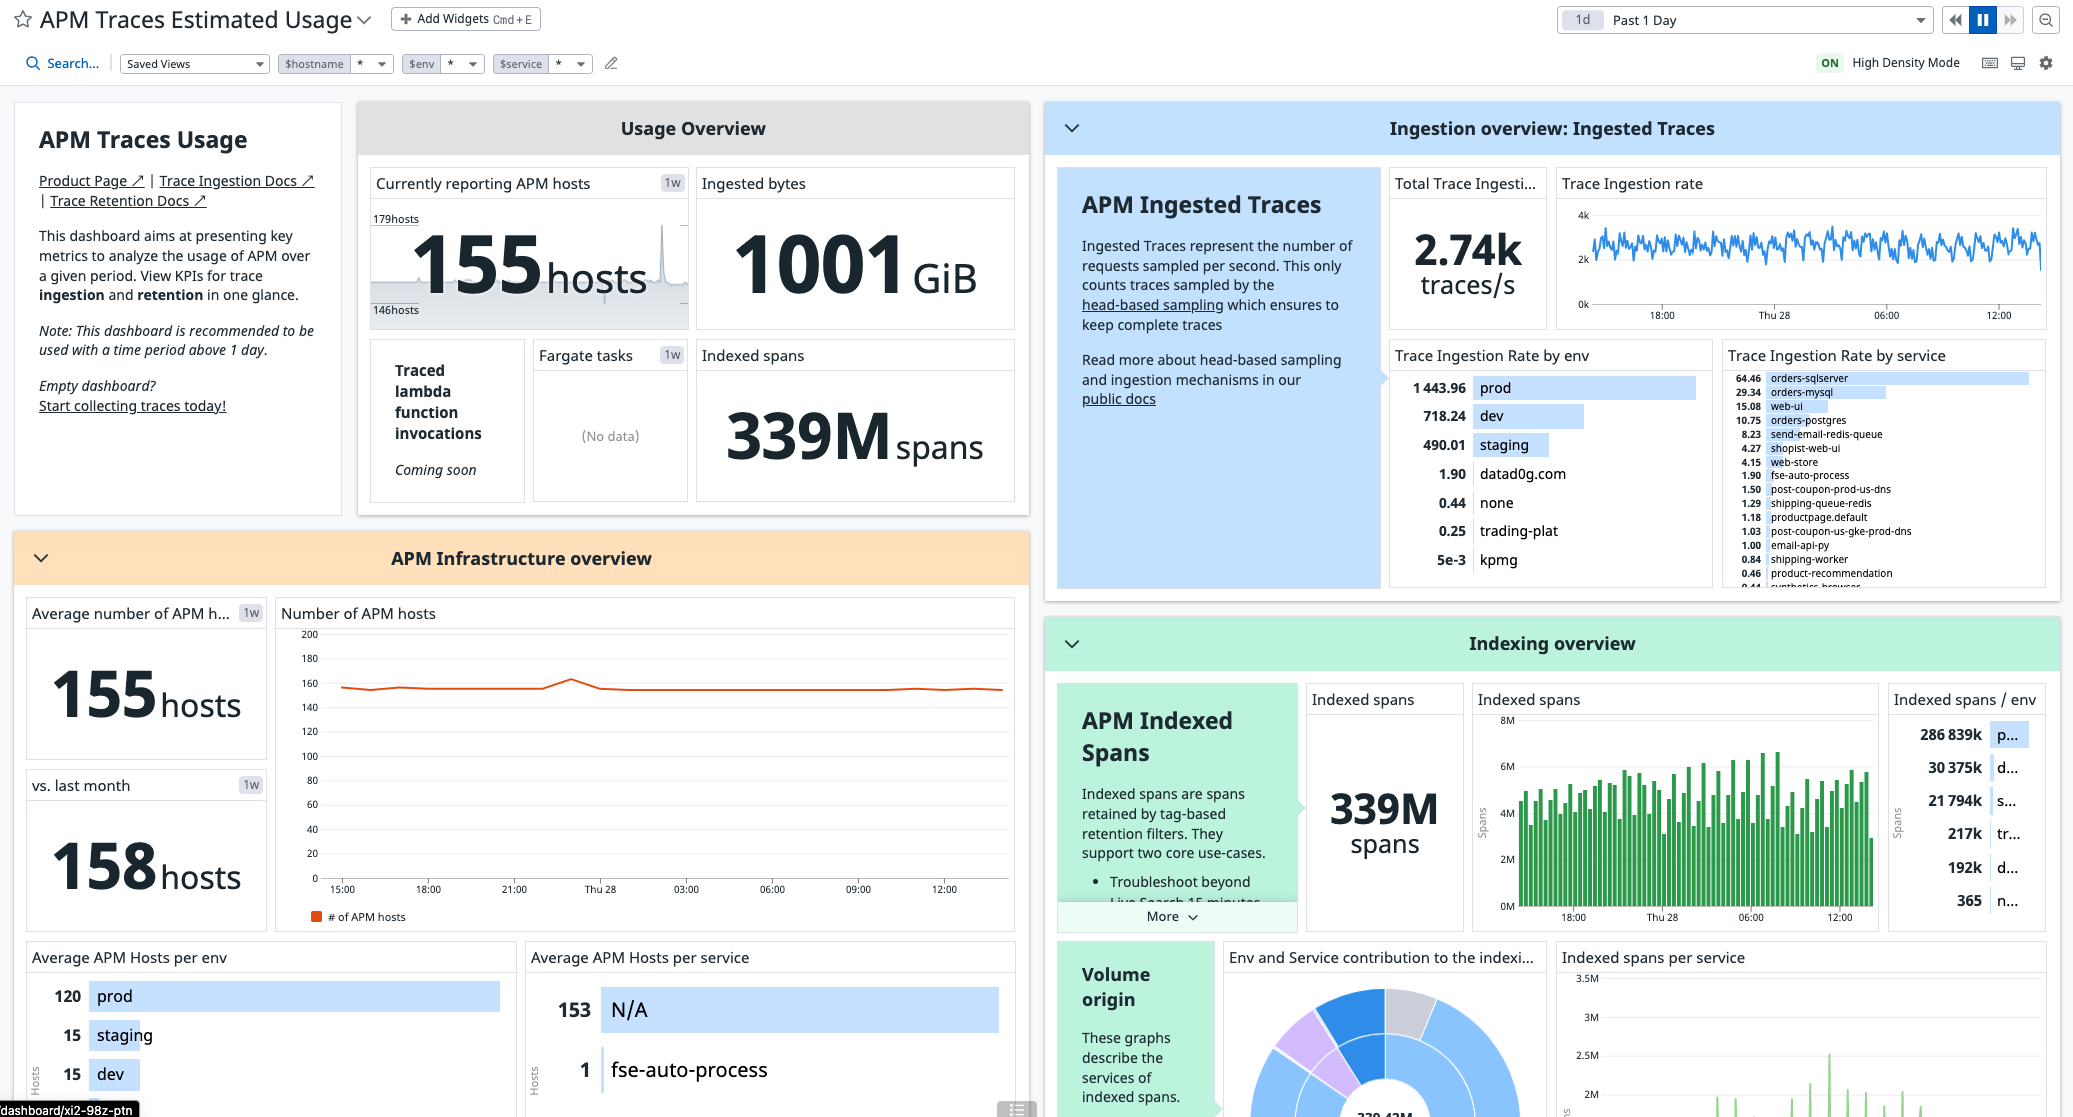 APM Traces Estimated Usage
Add Widgets Cmd+E
1d Past 1 Day
Search...
Saved Views
$hostname *
$env *
$service *
ON High Density Mode
APM Traces Usage
Product Page ↗ | Trace Ingestion Docs ↗
| Trace Retention Docs ↗
This dashboard aims at presenting key
metrics to analyze the usage of APM over
a given period. View KPIs for trace
ingestion and retention in one glance.
Note: This dashboard is recommended to be
used with a time period above 1 day.
Empty dashboard?
Start collecting traces today!
Usage Overview
Currently reporting APM hosts 1w
179hosts
155 hosts
146hosts
Ingested bytes
1001 GiB
Traced
lambda
function
invocations
Coming soon
Fargate tasks 1w
(No data)
Indexed spans
339M spans
Ingestion overview: Ingested Traces
APM Ingested Traces
Ingested Traces represent the number of
requests sampled per second. This only
counts traces sampled by the
head-based sampling which ensures to
keep complete traces
Read more about head-based sampling
and ingestion mechanisms in our
public docs
Total Trace Ingesti...
2.74k
traces/s
Trace Ingestion rate
4k
2k
0k
18:00 Thu 28 06:00 12:00
Trace Ingestion Rate by env
1 443.96 prod
718.24 dev
490.01 staging
1.90 datad0g.com
0.44 none
0.25 trading-plat
5e-3 kpmg
Trace Ingestion Rate by service
64.46 orders-sqlserver
29.34 orders-mysql
15.08 web-ui
10.75 orders-postgres
8.23 send-email-redis-queue
4.27 shopist-web-ui
4.15 web-store
1.90 fse-auto-process
1.50 post-coupon-prod-us-dns
1.29 shipping-queue-redis
1.18 productpage.default
1.03 post-coupon-us-gke-prod-dns
1.00 email-api-py
0.84 shipping-worker
0.46 product-recommendation
0.44 synthetics-browser
APM Infrastructure overview
Average number of APM h... 1w
155 hosts
vs. last month 1w
158 hosts
Number of APM hosts
200
180
160
140
120
100
80
60
40
20
0
15:00 18:00 21:00 Thu 28 03:00 06:00 09:00 12:00
# of APM hosts
Average APM Hosts per env
120 prod
15 staging
15 dev
Hosts
Average APM Hosts per service
153 N/A
1 fse-auto-process
Hosts
/dashboard/xi2-98z-ptn
Indexing overview
APM Indexed
Spans
Indexed spans are spans
retained by tag-based
retention filters. They
support two core use-cases.
• Troubleshoot beyond
Live Search 15 minutes
More
Indexed spans
339M
spans
Indexed spans
8M
6M
4M
2M
0M
Spans
18:00 Thu 28 06:00 12:00
Indexed spans / env
286 839k p...
30 375k d...
21 794k s...
217k tr...
192k d...
365 n...
Spans
Volume
origin
These graphs
describe the
services of
indexed spans.
Env and Service contribution to the indexi...
339.42M
Indexed spans per service
3.5M
3M
2.5M
2M